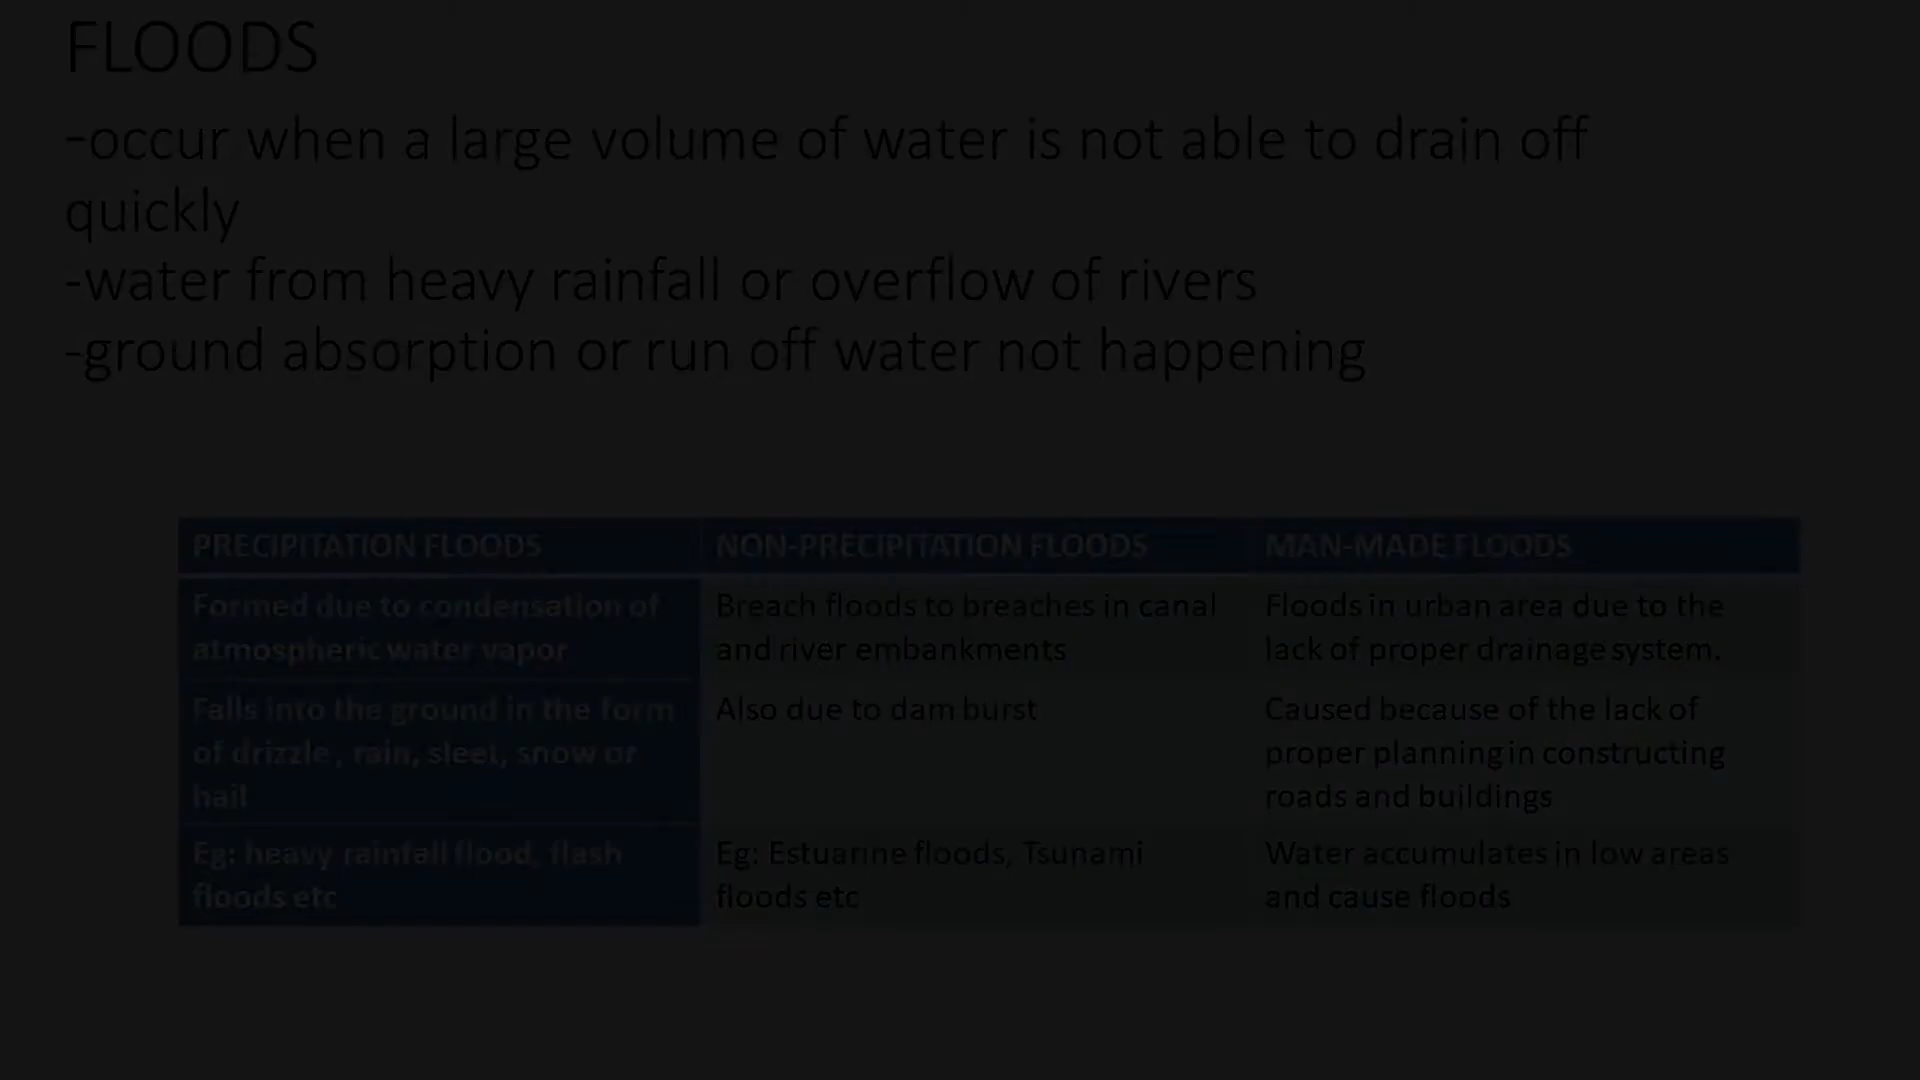 FLOODS
-occur when a large volume of water is not able to drain off
quickly
-water from heavy rainfall or overflow of rivers
-ground absorption or run off water not happening
PRECIPITATION FLOODS
NON-PRECIPITATION FLOODS
MAN-MADE FLOODS
Formed due to condensation of
atmospheric water vapor
Breach floods to breaches in canal
and river embankments
Floods in urban area due to the
lack of proper drainage system.
Falls into the ground in the form
of drizzle , rain, sleet, snow or
hail
Also due to dam burst
Caused because of the lack of
proper planning in constructing
roads and buildings
Eg: heavy rainfall flood, flash
floods etc
Eg: Estuarine floods, Tsunami
floods etc
Water accumulates in low areas
and cause floods